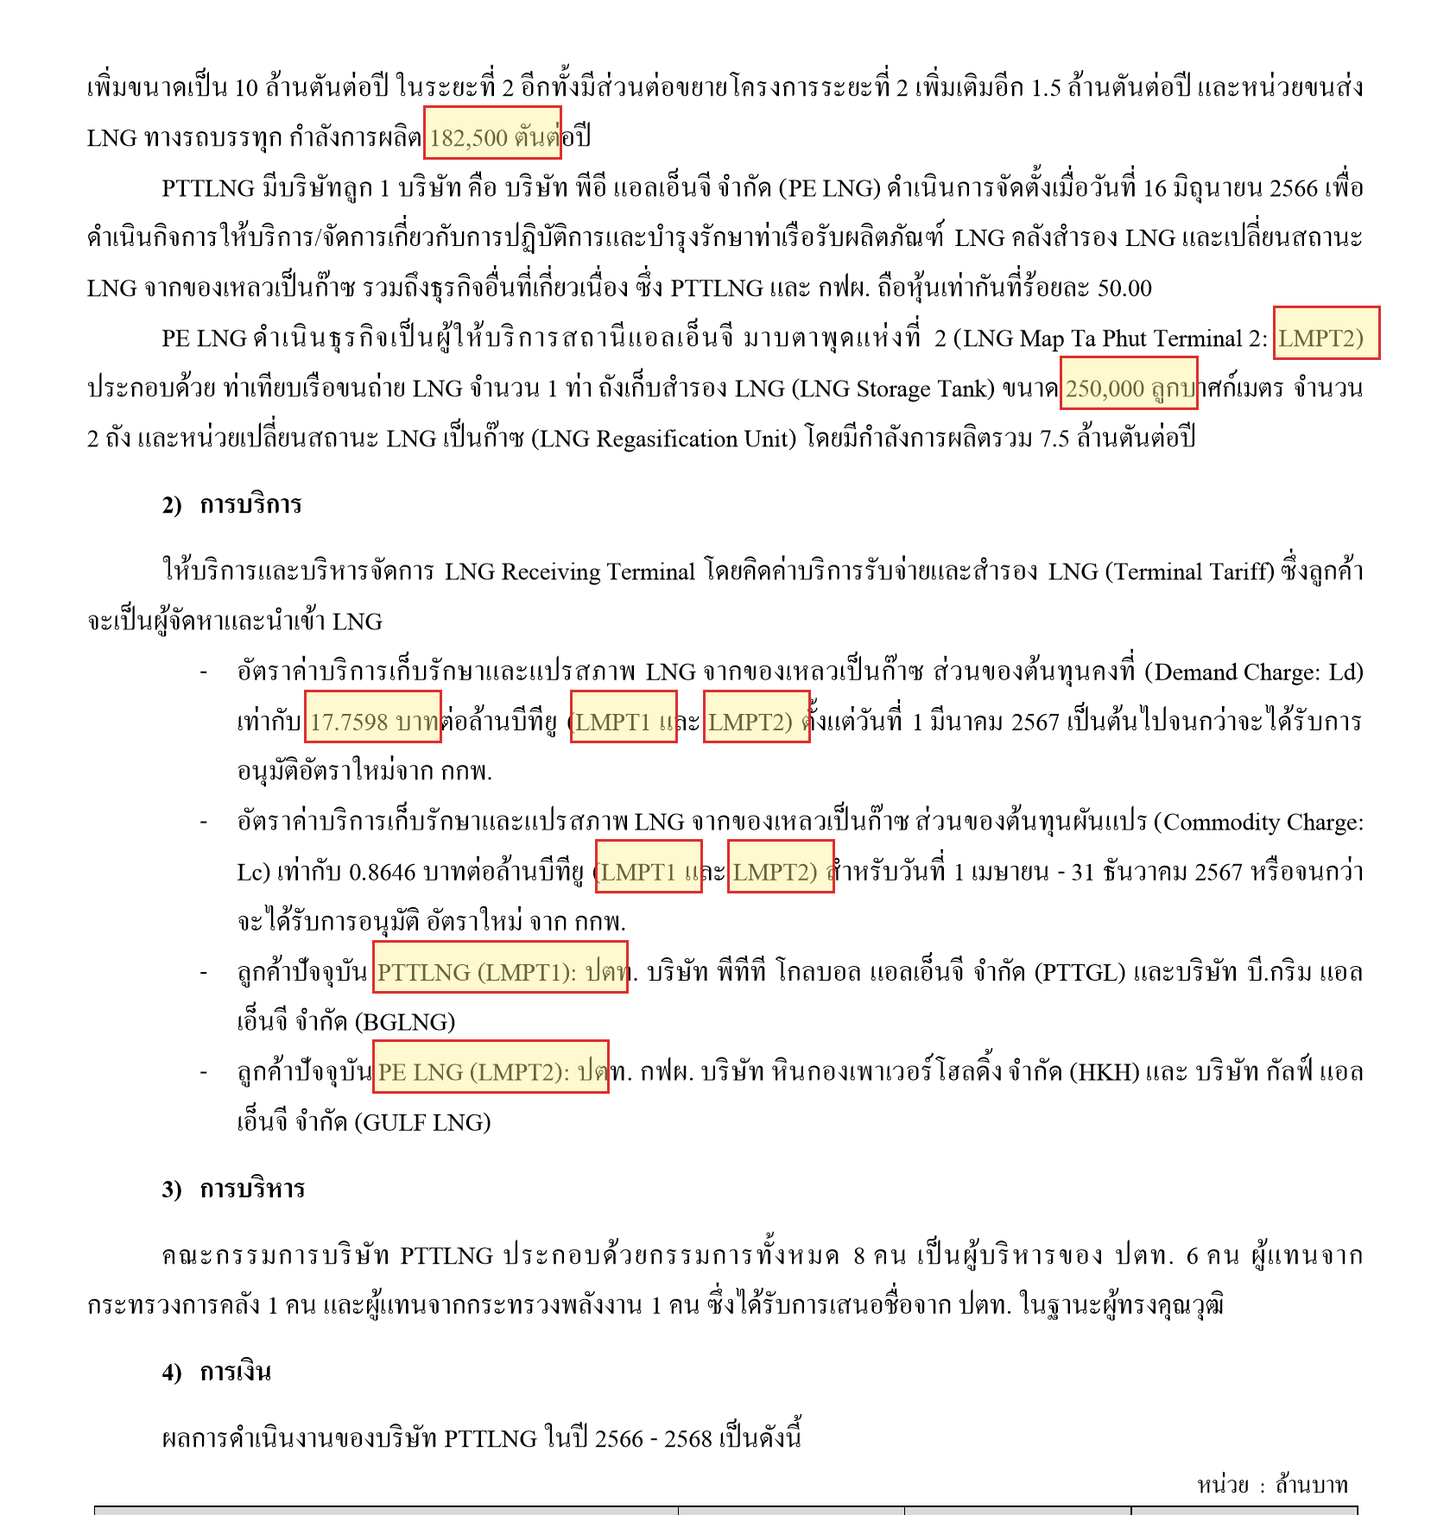 เพิ่มขนาดเป็น 10 ล้านตันต่อปี ในระยะที่ 2 อีกทั้งมีส่วนต่อขยายโครงการระยะที่ 2 เพิ่มเติมอีก 1.5 ล้านตันต่อปี และหน่วยขนส่ง
LNG ทางรถบรรทุก กำลังการผลิต 182,500 ตันต่อปี
PTTLNG มีบริษัทลูก 1 บริษัท คือ บริษัท พีอี แอลเอ็นจี จำกัด (PE LNG) ดำเนินการจัดตั้งเมื่อวันที่ 16 มิถุนายน 2566 เพื่อ
ดำเนินกิจการให้บริการ/จัดการเกี่ยวกับการปฏิบัติการและบำรุงรักษาท่าเรือรับผลิตภัณฑ์ LNG คลังสำรอง LNG และเปลี่ยนสถานะ
LNG จากของเหลวเป็นก๊าซ รวมถึงธุรกิจอื่นที่เกี่ยวเนื่อง ซึ่ง PTTLNG และ กฟผ. ถือหุ้นเท่ากันที่ร้อยละ 50.00
PE LNG ดำเนินธุรกิจเป็นผู้ให้บริการสถานีแอลเอ็นจี มาบตาพุดแห่งที่ 2 (LNG Map Ta Phut Terminal 2: LMPT2)
ประกอบด้วย ท่าเทียบเรือขนถ่าย LNG จำนวน 1 ท่า ถังเก็บสำรอง LNG (LNG Storage Tank) ขนาด 250,000 ลูกบาศก์เมตร จำนวน
2 ถัง และหน่วยเปลี่ยนสถานะ LNG เป็นก๊าซ (LNG Regasification Unit) โดยมีกำลังการผลิตรวม 7.5 ล้านตันต่อปี
2) การบริการ
ให้บริการและบริหารจัดการ LNG Receiving Terminal โดยคิดค่าบริการรับจ่ายและสำรอง LNG (Terminal Tariff) ซึ่งลูกค้า
จะเป็นผู้จัดหาและนำเข้า LNG
- อัตราค่าบริการเก็บรักษาและแปรสภาพ LNG จากของเหลวเป็นก๊าซ ส่วนของต้นทุนคงที่ (Demand Charge: Ld)
เท่ากับ 17.7598 บาทต่อล้านบีทียู (LMPT1 และ LMPT2) ตั้งแต่วันที่ 1 มีนาคม 2567 เป็นต้นไปจนกว่าจะได้รับการ
อนุมัติอัตราใหม่จาก กกพ.
- อัตราค่าบริการเก็บรักษาและแปรสภาพ LNG จากของเหลวเป็นก๊าซ ส่วนของต้นทุนผันแปร (Commodity Charge:
Lc) เท่ากับ 0.8646 บาทต่อล้านบีทียู (LMPT1 และ LMPT2) สำหรับวันที่ 1 เมษายน - 31 ธันวาคม 2567 หรือจนกว่า
จะได้รับการอนุมัติ อัตราใหม่ จาก กกพ.
- ลูกค้าปัจจุบัน PTTLNG (LMPT1): ปตท. บริษัท พีทีที โกลบอล แอลเอ็นจี จำกัด (PTTGL) และบริษัท บี.กริม แอล
เอ็นจี จำกัด (BGLNG)
- ลูกค้าปัจจุบัน PE LNG (LMPT2): ปตท. กฟผ. บริษัท หินกองเพาเวอร์โฮลดิ้ง จำกัด (HKH) และ บริษัท กัลฟ์ แอล
เอ็นจี จำกัด (GULF LNG)
3) การบริหาร
คณะกรรมการบริษัท PTTLNG ประกอบด้วยกรรมการทั้งหมด 8 คน เป็นผู้บริหารของ ปตท. 6 คน ผู้แทนจาก
กระทรวงการคลัง 1 คน และผู้แทนจากกระทรวงพลังงาน 1 คน ซึ่งได้รับการเสนอชื่อจาก ปตท. ในฐานะผู้ทรงคุณวุฒิ
4) การเงิน
ผลการดำเนินงานของบริษัท PTTLNG ในปี 2566 - 2568 เป็นดังนี้
หน่วย : ล้านบาท